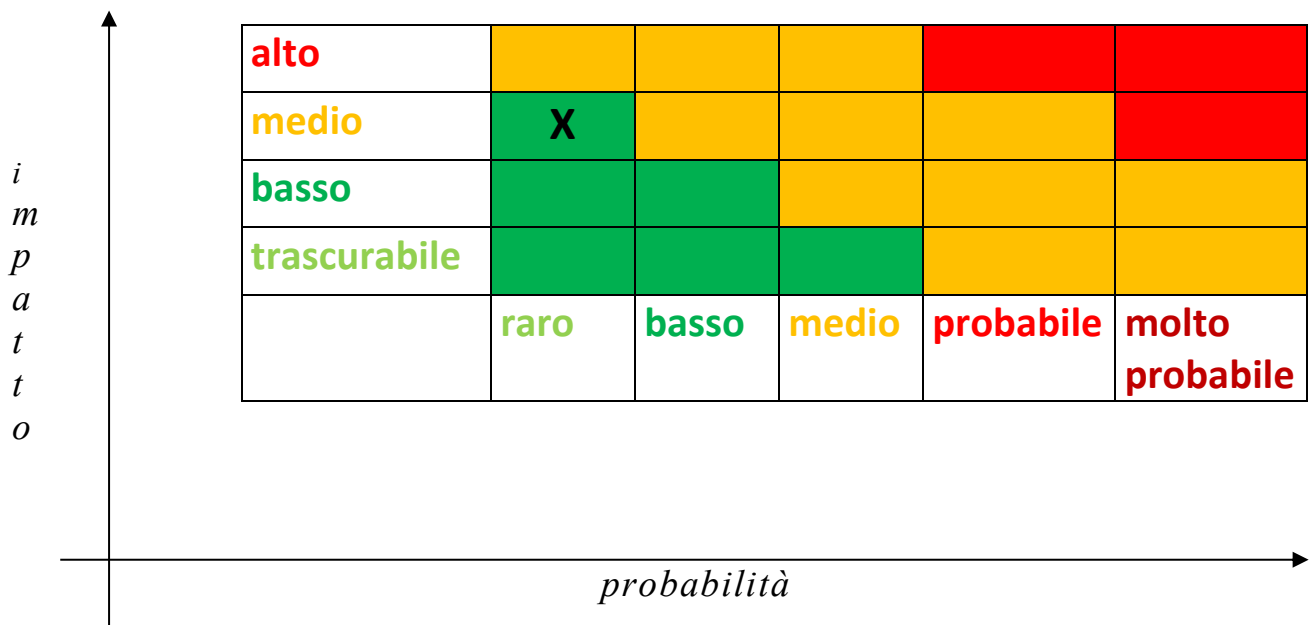 alto
medio X
basso
trascurabile
raro basso medio probabile molto
probabile
i
m
p
a
t
t
o
probabilità